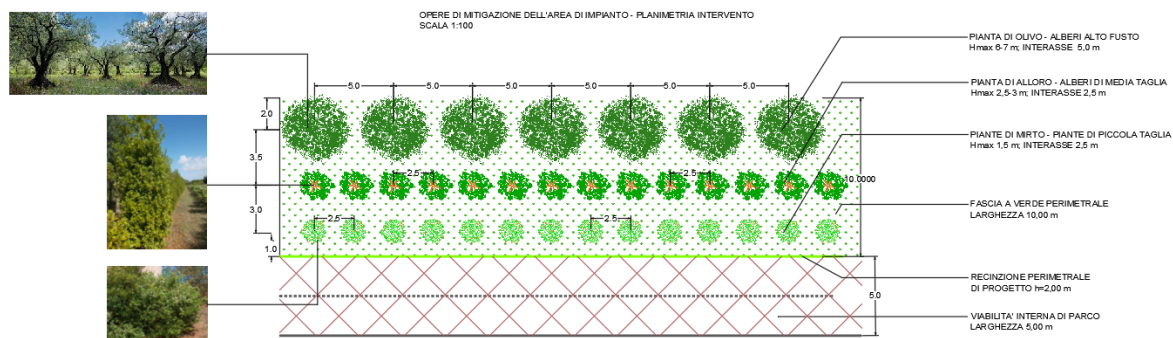 OPERE DI MITIGAZIONE DELL'AREA DI IMPIANTO - PLANIMETRIA INTERVENTO
SCALA 1:100
PIANTA DI OLIVO - ALBERI ALTO FUSTO
Hmax 6-7 m; INTERASSE 5,0 m
PIANTA DI ALLORO - ALBERI DI MEDIA TAGLIA
Hmax 2,5-3 m; INTERASSE 2,5 m
PIANTE DI MIRTO - PIANTE DI PICCOLA TAGLIA
Hmax 1,5 m; INTERASSE 2,5 m
FASCIA A VERDE PERIMETRALE
LARGHEZZA 10,00 m
RECINZIONE PERIMETRALE
DI PROGETTO h=2,00 m
VIABILITA' INTERNA DI PARCO
LARGHEZZA 5,00 m
5.0 5.0 5.0 5.0 5.0 5.0
2.0
3.5
3.0
1.0
2.5 2.5
2.5 2.5
10.0000
5.0